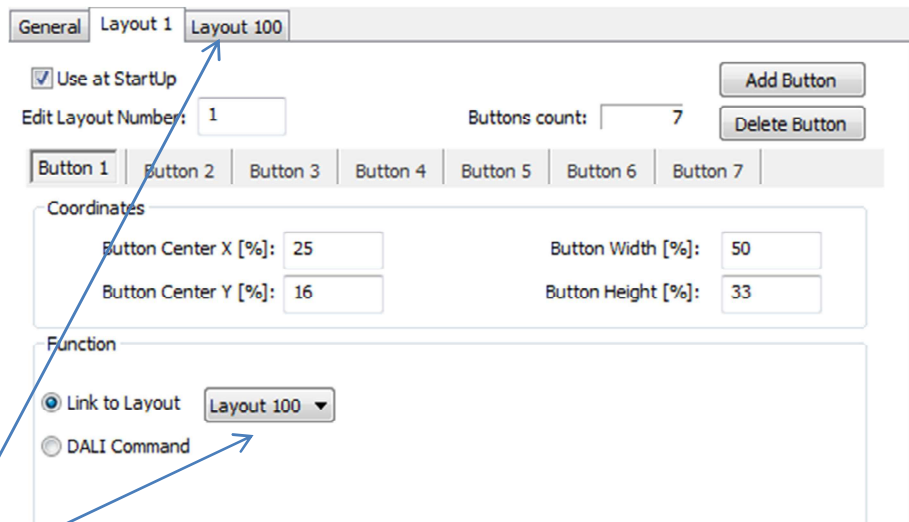 General Layout 1 Layout 100
Use at StartUp Add Button
Edit Layout Number: 1 Buttons count: 7 Delete Button
Button 1 Button 2 Button 3 Button 4 Button 5 Button 6 Button 7
Coordinates
Button Center X [%]: 25 Button Width [%]: 50
Button Center Y [%]: 16 Button Height [%]: 33
Function
Link to Layout Layout 100
DALI Command